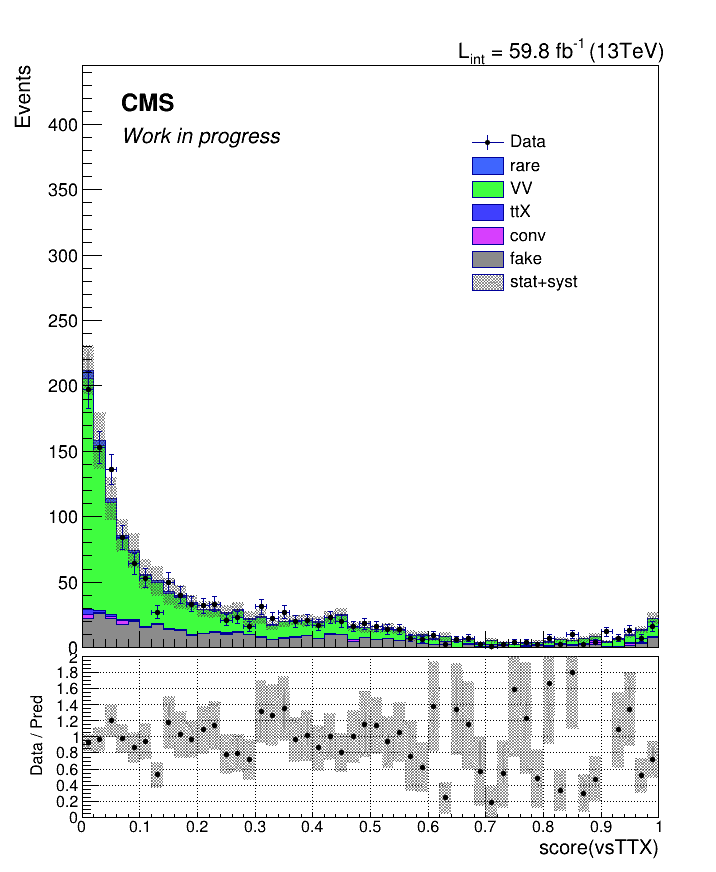 L_int = 59.8 fb^-1 (13TeV)
Events
CMS
Work in progress
Data
rare
VV
ttX
conv
fake
stat+syst
400
350
300
250
200
150
100
50
0
Data / Pred
2
1.8
1.6
1.4
1.2
1
0.8
0.6
0.4
0.2
0
0 0.1 0.2 0.3 0.4 0.5 0.6 0.7 0.8 0.9 1
score(vsTTX)